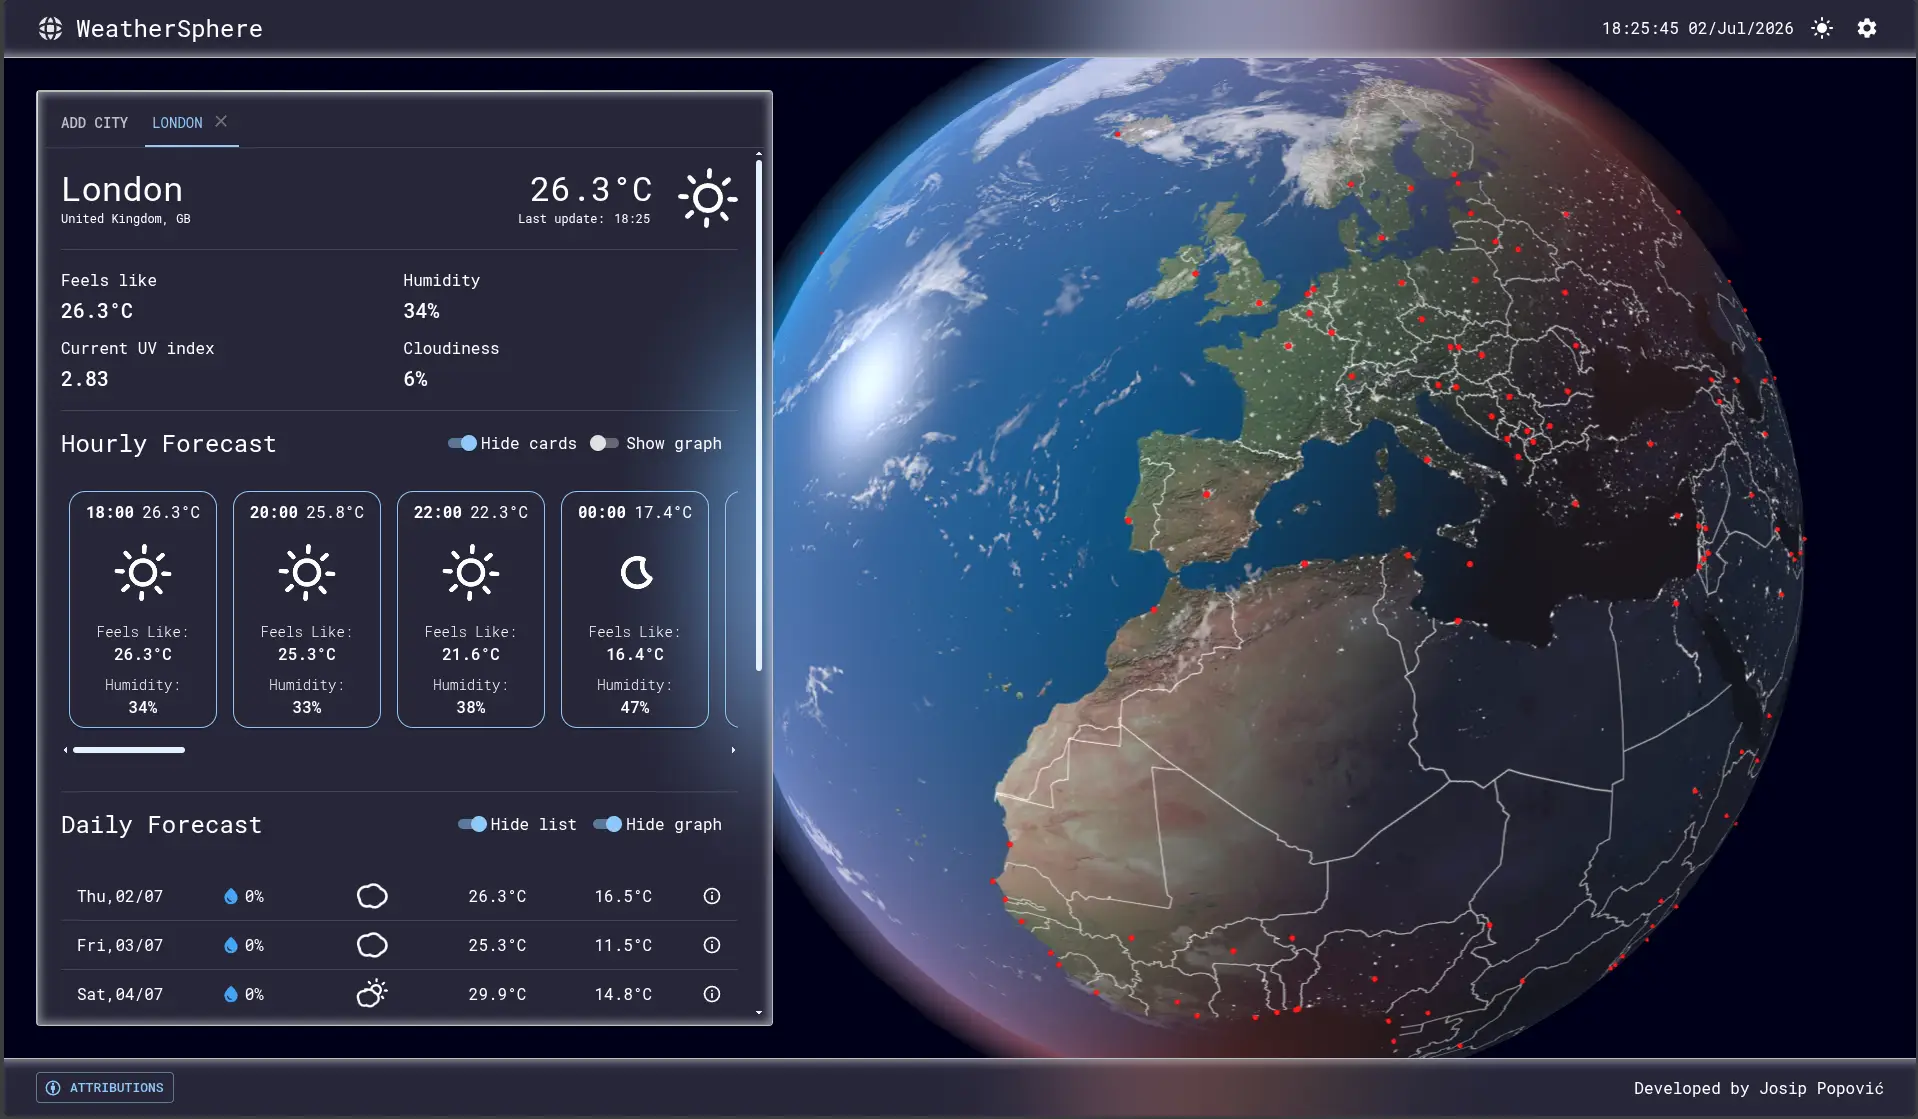 WeatherSphere
18:25:45 02/Jul/2026
ADD CITY LONDON
London 26.3°C
United Kingdom, GB Last update: 18:25
Feels like Humidity
26.3°C 34%
Current UV index Cloudiness
2.83 6%
Hourly Forecast Hide cards Show graph
18:00 26.3°C 20:00 25.8°C 22:00 22.3°C 00:00 17.4°C
Feels Like: Feels Like: Feels Like: Feels Like:
26.3°C 25.3°C 21.6°C 16.4°C
Humidity: Humidity: Humidity: Humidity:
34% 33% 38% 47%
Daily Forecast Hide list Hide graph
Thu,02/07 0% 26.3°C 16.5°C
Fri,03/07 0% 25.3°C 11.5°C
Sat,04/07 0% 29.9°C 14.8°C
ATTRIBUTIONS
Developed by Josip Popović